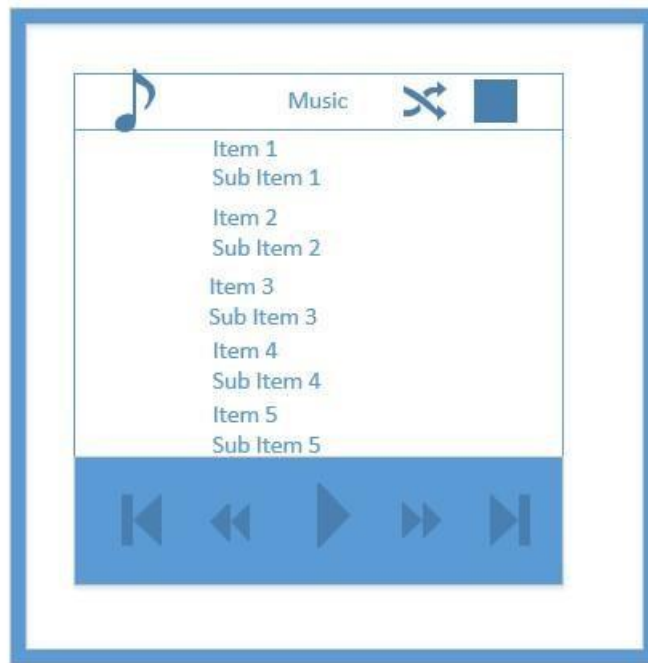 Music
Item 1
Sub Item 1
Item 2
Sub Item 2
Item 3
Sub Item 3
Item 4
Sub Item 4
Item 5
Sub Item 5